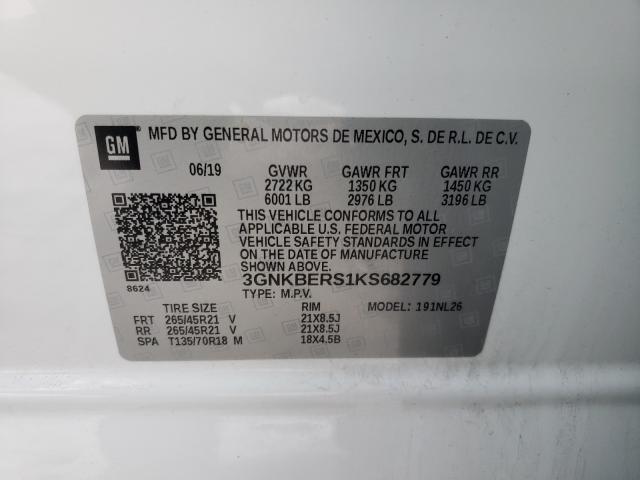 GM MFD BY GENERAL MOTORS DE MEXICO, S. DE R.L. DE C.V.
06/19 GVWR GAWR FRT GAWR RR
2722 KG 1350 KG 1450 KG
6001 LB 2976 LB 3196 LB
THIS VEHICLE CONFORMS TO ALL
APPLICABLE U.S. FEDERAL MOTOR
VEHICLE SAFETY STANDARDS IN EFFECT
ON THE DATE OF MANUFACTURE
SHOWN ABOVE.
3GNKBERS1KS682779
8624
TYPE: M.P.V. MODEL: 191NL26
TIRE SIZE RIM
FRT 265/45R21 V 21X8.5J
RR 265/45R21 V 21X8.5J
SPA T135/70R18 M 18X4.5B